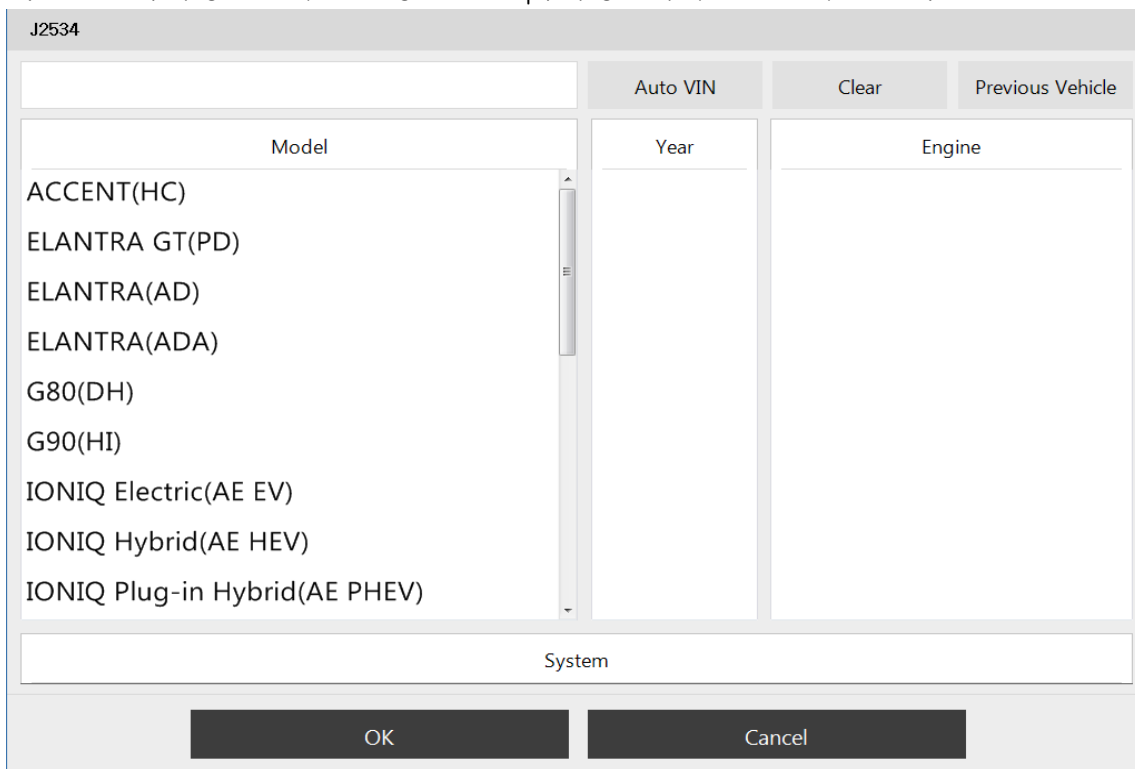 J2534
Auto VIN Clear Previous Vehicle
Model Year Engine
ACCENT(HC)
ELANTRA GT(PD)
ELANTRA(AD)
ELANTRA(ADA)
G80(DH)
G90(HI)
IONIQ Electric(AE EV)
IONIQ Hybrid(AE HEV)
IONIQ Plug-in Hybrid(AE PHEV)
System
OK Cancel